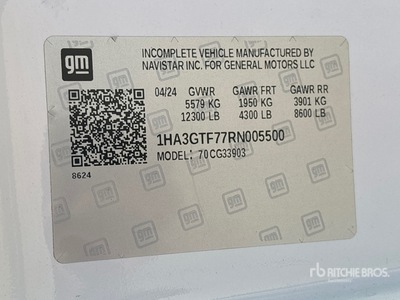 gm
INCOMPLETE VEHICLE MANUFACTURED BY
NAVISTAR INC. FOR GENERAL MOTORS LLC
04/24 GVWR GAWR FRT GAWR RR
5579 KG 1950 KG 3901 KG
12300 LB 4300 LB 8600 LB
1HA3GTF77RN005500
MODEL: 70CG33903
8624
rb RITCHIE BROS.